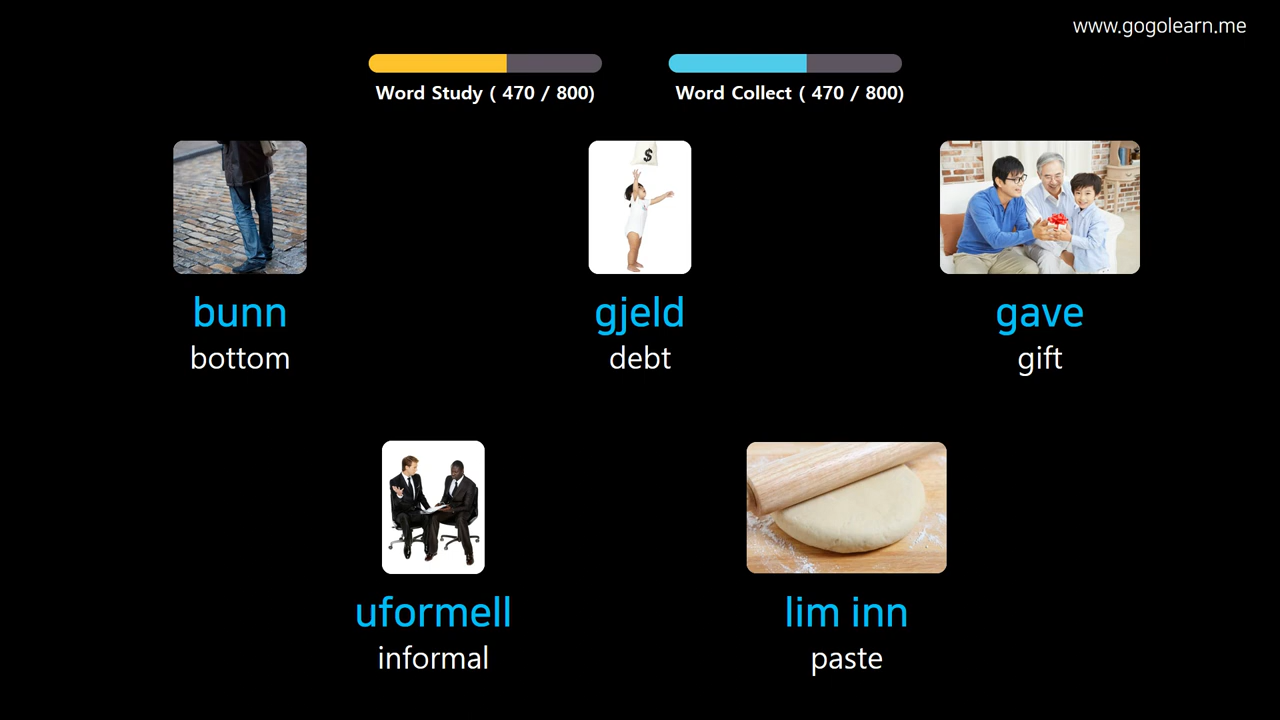 www.gogolearn.me
Word Study ( 470 / 800)
Word Collect ( 470 / 800)
$
bunn
bottom
gjeld
debt
gave
gift
uformell
informal
lim inn
paste